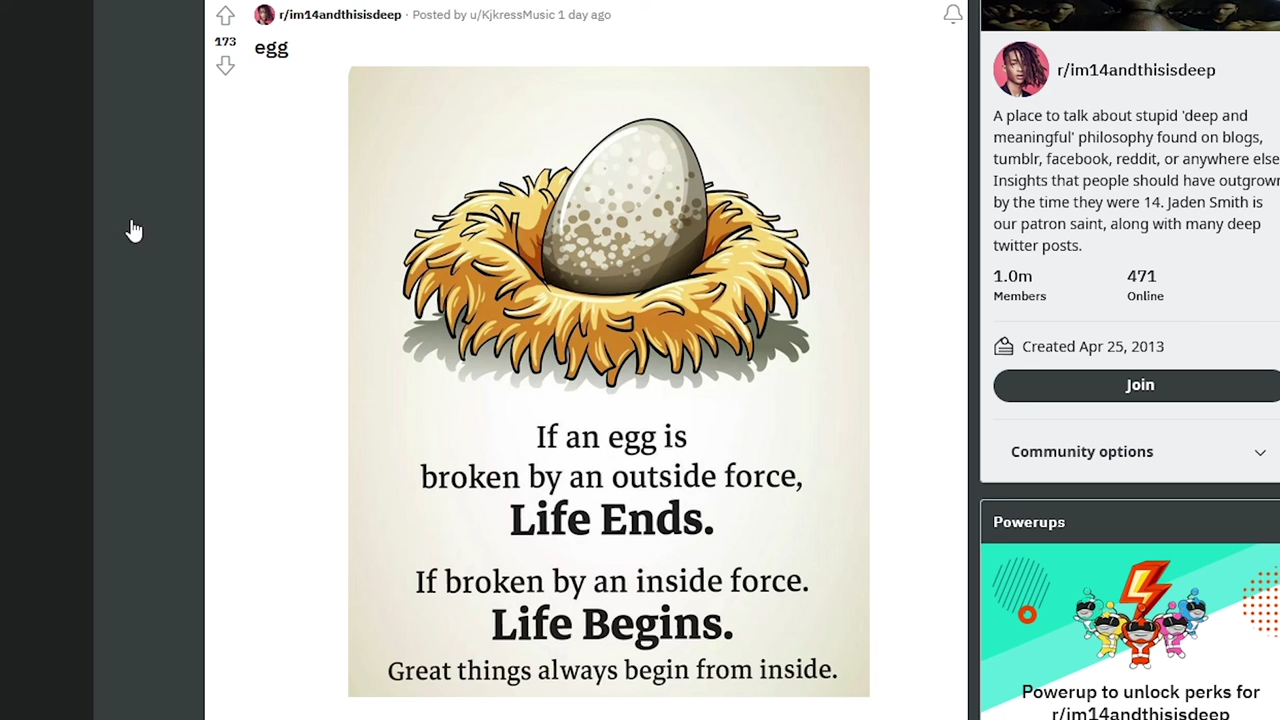 r/im14andthisisdeep · Posted by u/KjkressMusic 1 day ago
173
egg
If an egg is
broken by an outside force,
Life Ends.
If broken by an inside force.
Life Begins.
Great things always begin from inside.
r/im14andthisisdeep
A place to talk about stupid 'deep and
meaningful' philosophy found on blogs,
tumblr, facebook, reddit, or anywhere else
Insights that people should have outgrown
by the time they were 14. Jaden Smith is
our patron saint, along with many deep
twitter posts.
1.0m 471
Members Online
Created Apr 25, 2013
Join
Community options
Powerups
Powerup to unlock perks for
r/im14andthisisdeep